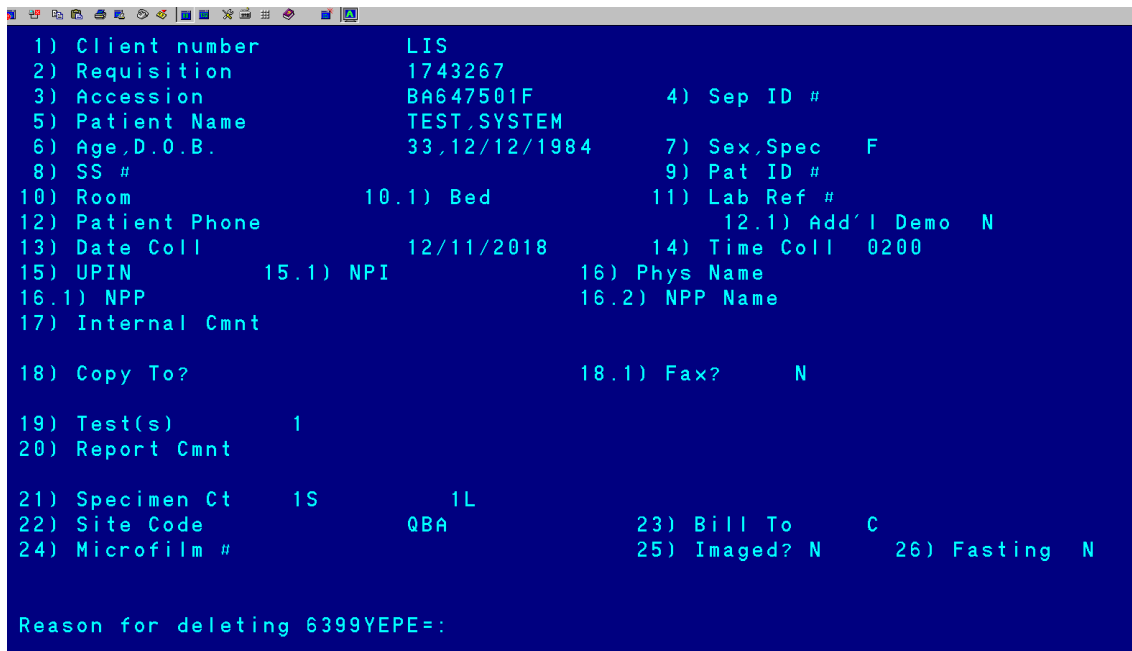 1) Client number LIS
2) Requisition 1743267
3) Accession BA647501F 4) Sep ID #
5) Patient Name TEST,SYSTEM
6) Age,D.O.B. 33,12/12/1984 7) Sex,Spec F
8) SS # 9) Pat ID #
10) Room 10.1) Bed 11) Lab Ref #
12) Patient Phone 12.1) Add'l Demo N
13) Date Coll 12/11/2018 14) Time Coll 0200
15) UPIN 15.1) NPI 16) Phys Name
16.1) NPP 16.2) NPP Name
17) Internal Cmnt
18) Copy To? 18.1) Fax? N
19) Test(s) 1
20) Report Cmnt
21) Specimen Ct 1S 1L
22) Site Code QBA 23) Bill To C
24) Microfilm # 25) Imaged? N 26) Fasting N
Reason for deleting 6399YEPE=: